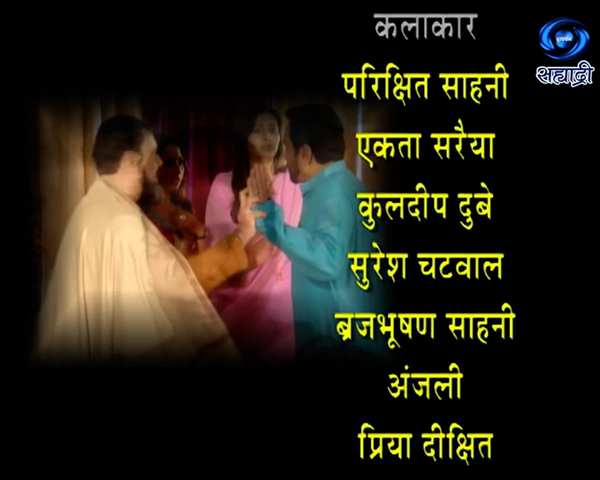 कलाकार
सह्याद्री
परिक्षित साहनी
एकता सरैया
कुलदीप दुबे
सुरेश चटवाल
ब्रजभूषण साहनी
अंजली
प्रिया दीक्षित